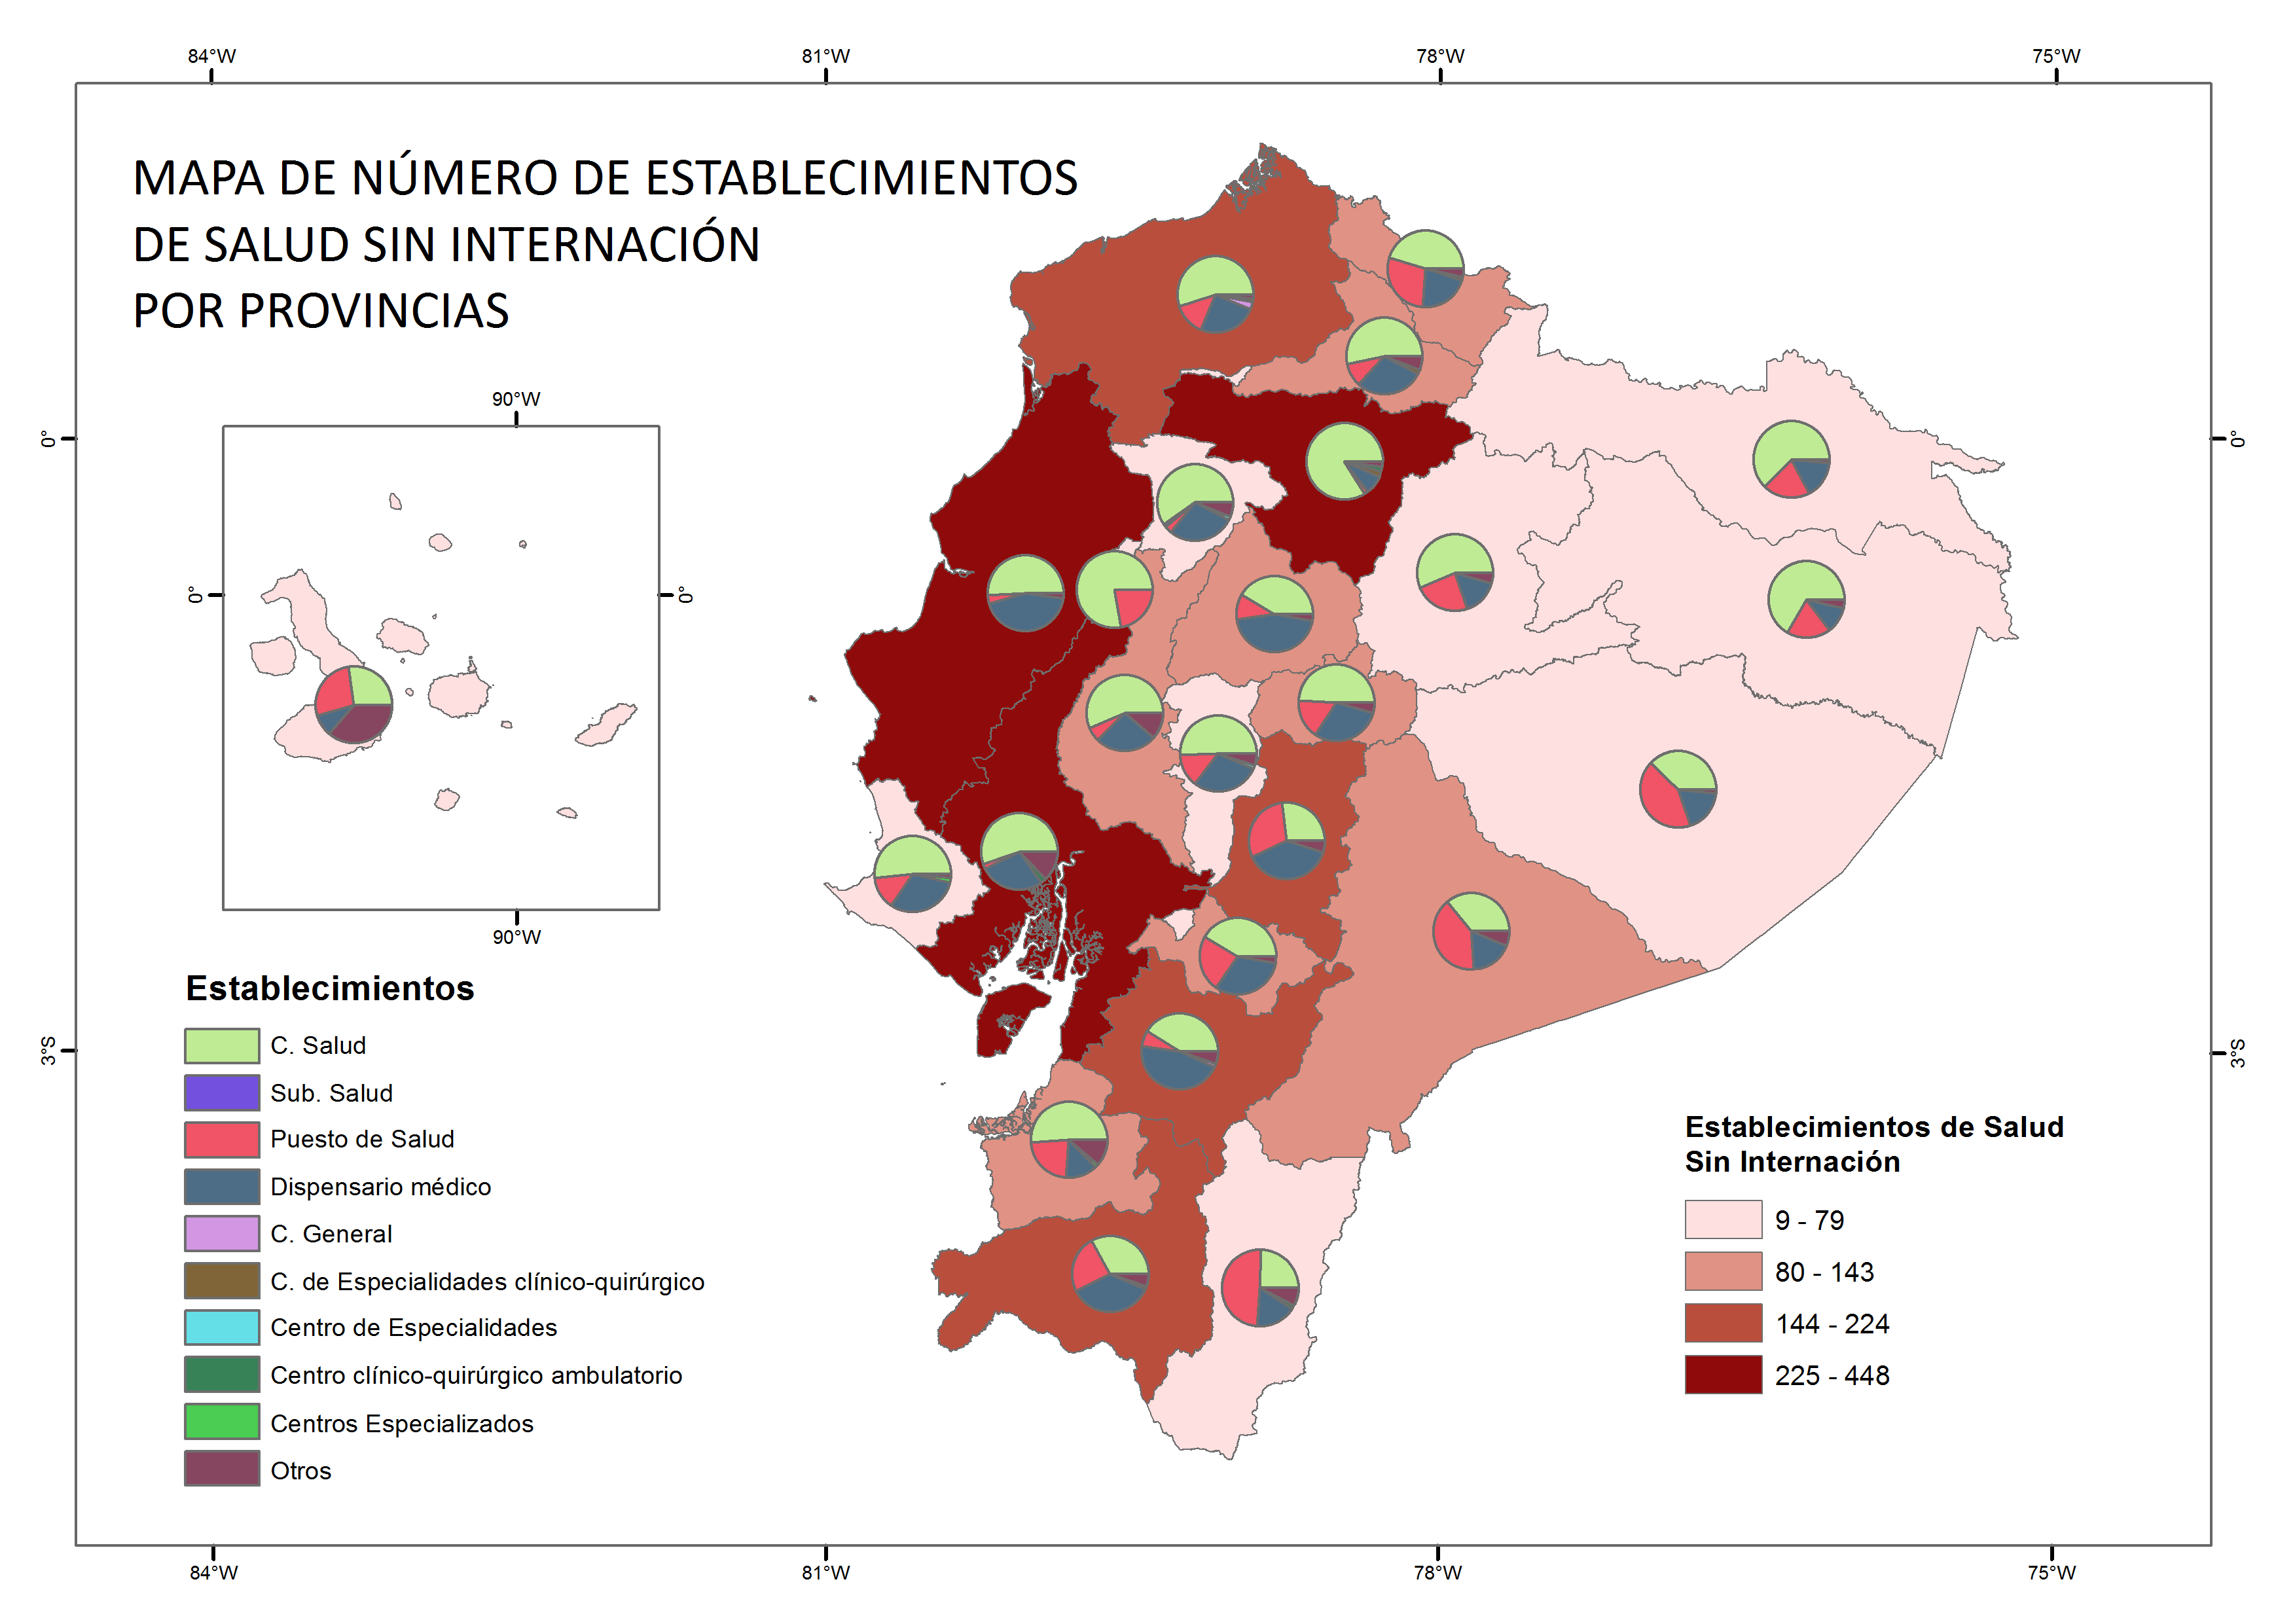 84°W
81°W
78°W
75°W
MAPA DE NÚMERO DE ESTABLECIMIENTOS
DE SALUD SIN INTERNACIÓN
POR PROVINCIAS
90°W
0°
0°
0°
0°
90°W
Establecimientos
C. Salud
Sub. Salud
Puesto de Salud
Dispensario médico
C. General
C. de Especialidades clínico-quirúrgico
Centro de Especialidades
Centro clínico-quirúrgico ambulatorio
Centros Especializados
Otros
3°S
3°S
Establecimientos de Salud
Sin Internación
9 - 79
80 - 143
144 - 224
225 - 448
84°W
81°W
78°W
75°W